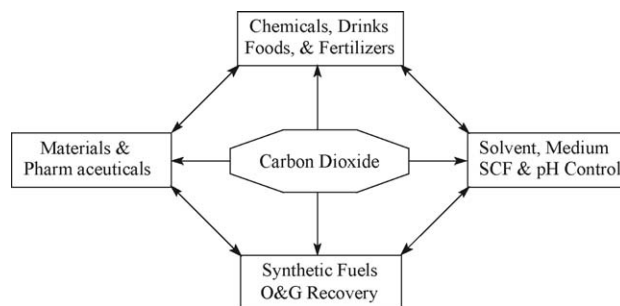 Chemicals, Drinks
Foods, & Fertilizers
Materials &
Pharm aceuticals
Carbon Dioxide
Solvent, Medium
SCF & pH Control
Synthetic Fuels
O&G Recovery